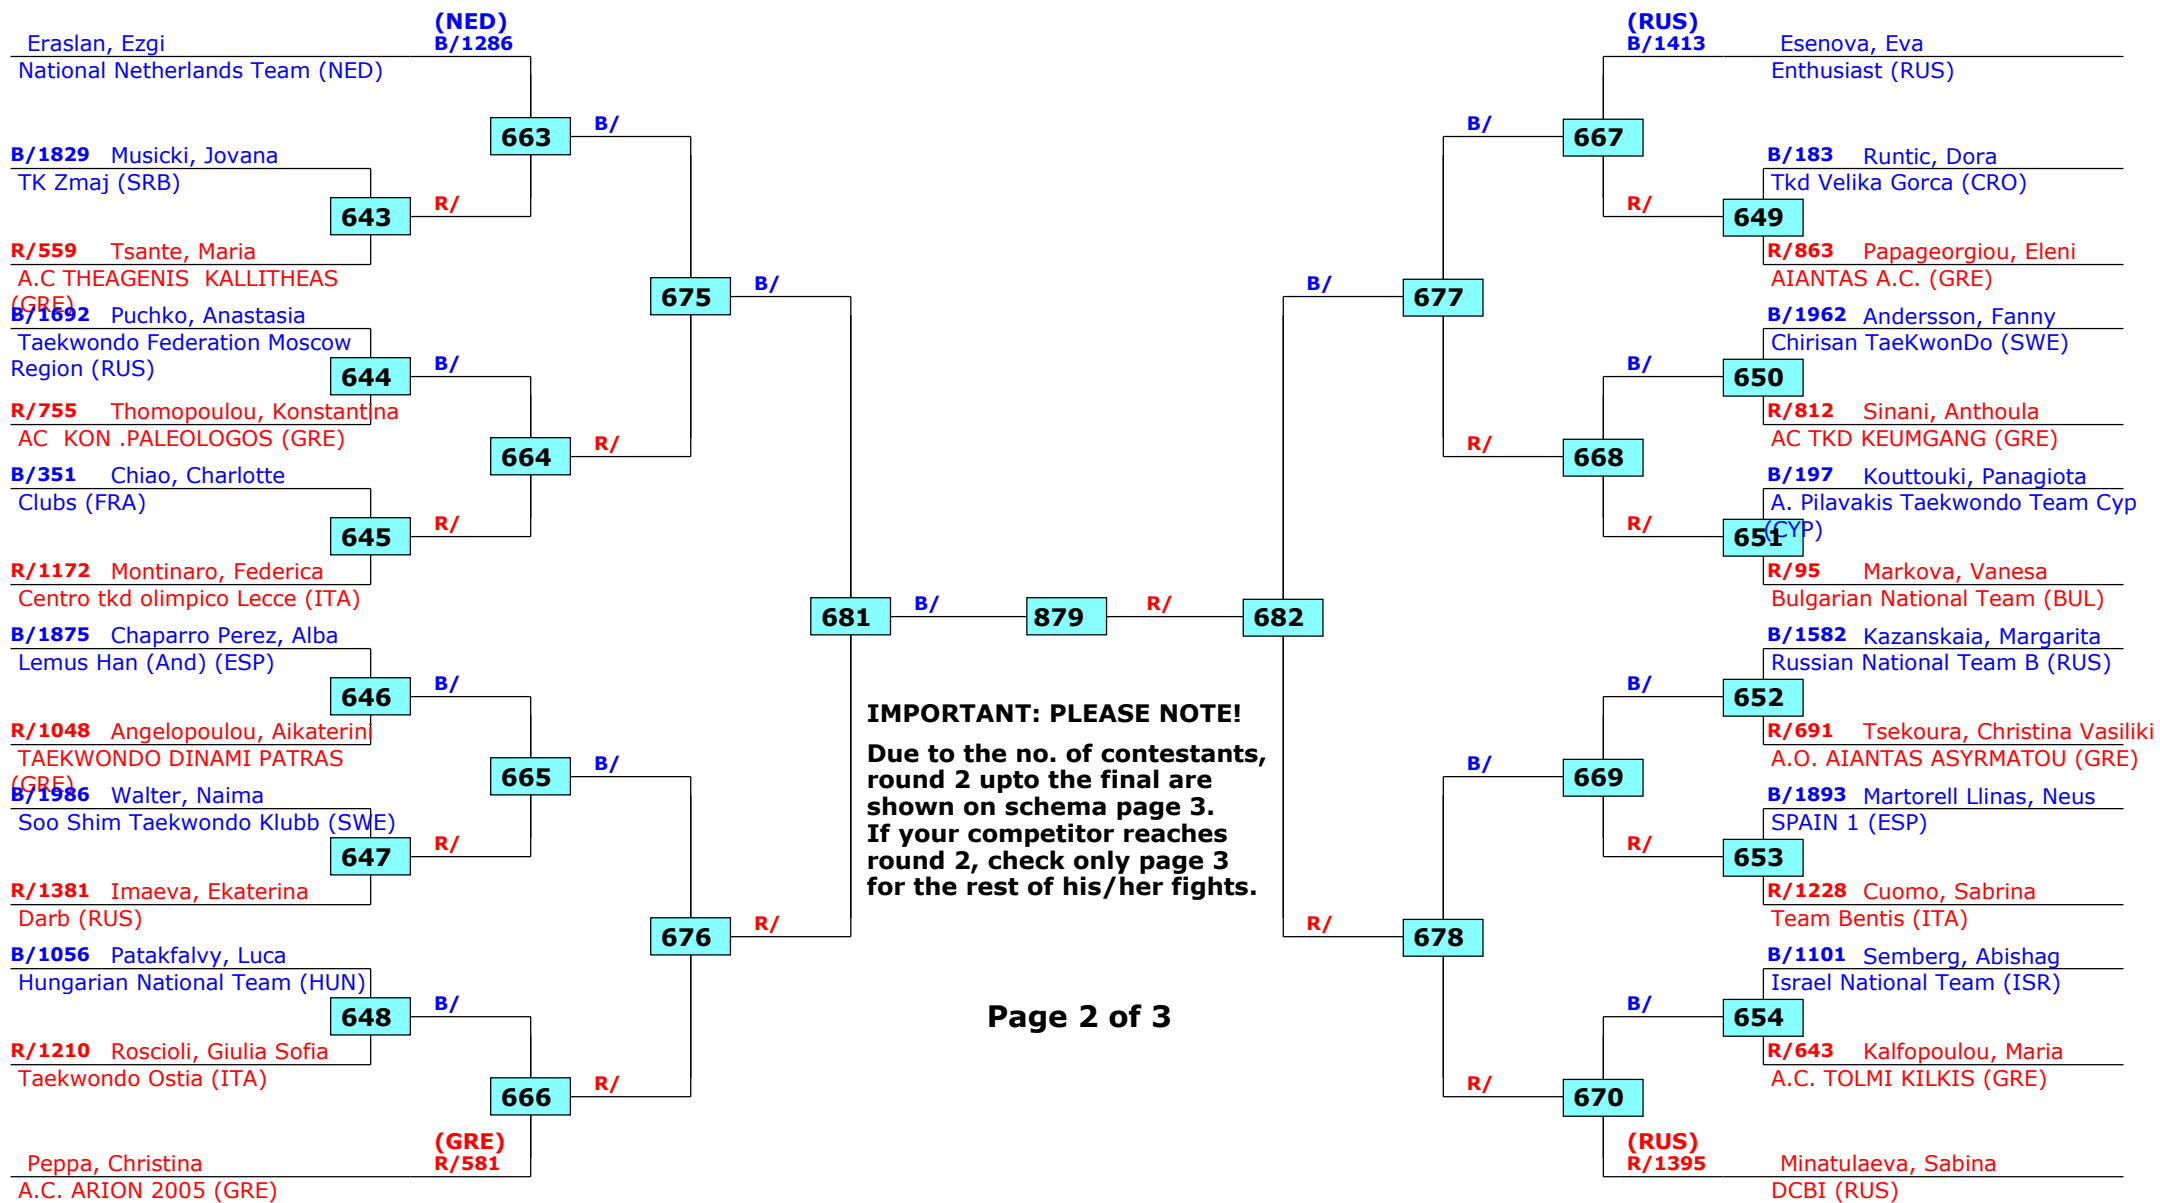 (NED)
Eraslan, Ezgi B/1286
National Netherlands Team (NED)
663
B/
B/1829 Musicki, Jovana
TK Zmaj (SRB)
643
R/
R/559 Tsante, Maria
A.C THEAGENIS KALLITHEAS
(GRE)
675
B/
B/1692 Puchko, Anastasia
Taekwondo Federation Moscow
Region (RUS)
644
B/
R/755 Thomopoulou, Konstantina
AC KON .PALEOLOGOS (GRE)
664
R/
B/351 Chiao, Charlotte
Clubs (FRA)
645
R/
R/1172 Montinaro, Federica
Centro tkd olimpico Lecce (ITA)
681
B/
879
R/
682
B/1875 Chaparro Perez, Alba
Lemus Han (And) (ESP)
646
B/
R/1048 Angelopoulou, Aikaterini
TAEKWONDO DINAMI PATRAS
(GRE)
665
B/
B/1986 Walter, Naima
Soo Shim Taekwondo Klubb (SWE)
647
R/
R/1381 Imaeva, Ekaterina
Darb (RUS)
676
R/
B/1056 Patakfalvy, Luca
Hungarian National Team (HUN)
648
B/
R/1210 Roscioli, Giulia Sofia
Taekwondo Ostia (ITA)
666
R/
(GRE)
Peppa, Christina R/581
A.C. ARION 2005 (GRE)
IMPORTANT: PLEASE NOTE!
Due to the no. of contestants,
round 2 upto the final are
shown on schema page 3.
If your competitor reaches
round 2, check only page 3
for the rest of his/her fights.
Page 2 of 3
(RUS)
B/1413 Esenova, Eva
Enthusiast (RUS)
B/
667
B/183 Runtic, Dora
Tkd Velika Gorca (CRO)
R/
649
R/863 Papageorgiou, Eleni
AIANTAS A.C. (GRE)
B/
677
B/1962 Andersson, Fanny
Chirisan TaeKwonDo (SWE)
B/
650
R/812 Sinani, Anthoula
AC TKD KEUMGANG (GRE)
R/
668
B/197 Kouttouki, Panagiota
A. Pilavakis Taekwondo Team Cyp
(CYP)
R/
651
R/95 Markova, Vanesa
Bulgarian National Team (BUL)
B/1582 Kazanskaia, Margarita
Russian National Team B (RUS)
B/
652
R/691 Tsekoura, Christina Vasiliki
A.O. AIANTAS ASYRMATOU (GRE)
B/
669
B/1893 Martorell Llinas, Neus
SPAIN 1 (ESP)
R/
653
R/1228 Cuomo, Sabrina
Team Bentis (ITA)
R/
678
B/1101 Semberg, Abishag
Israel National Team (ISR)
B/
654
R/643 Kalfopoulou, Maria
A.C. TOLMI KILKIS (GRE)
R/
670
(RUS)
R/1395 Minatulaeva, Sabina
DCBI (RUS)